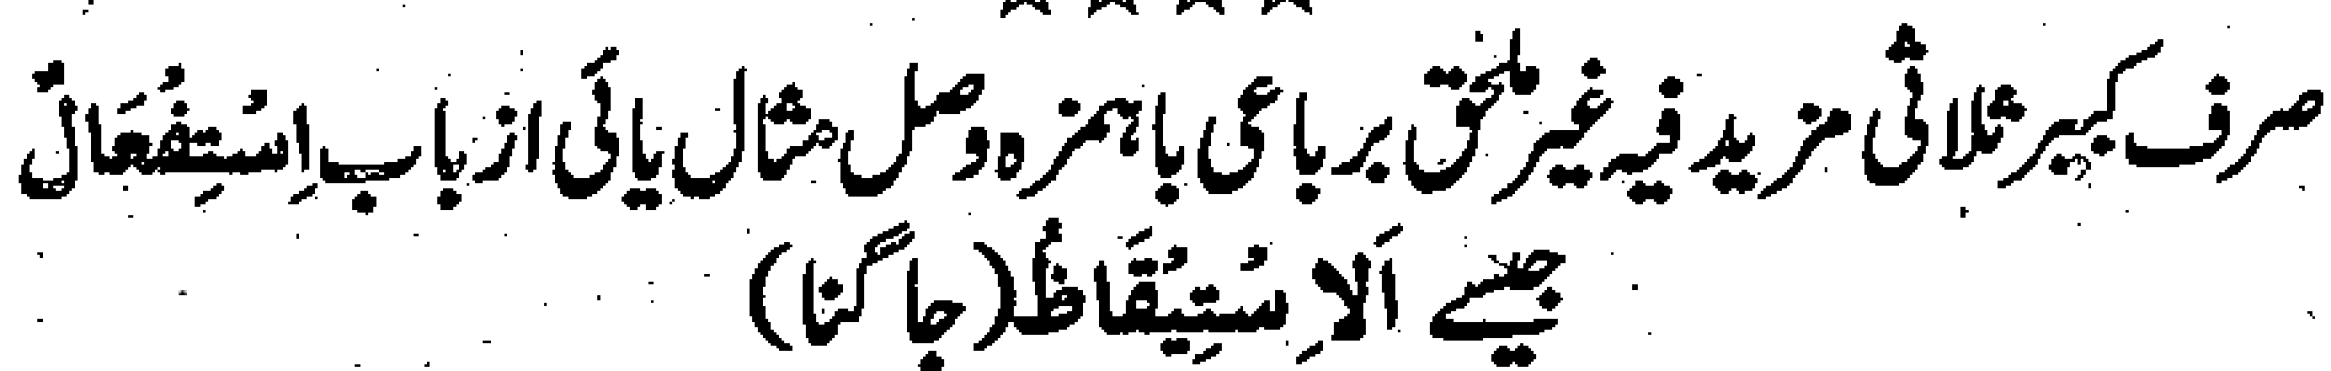 صرف کبیر ثلاثی مزید فیہ غیر ملحق برباعی باہمزہ وصل مثال یائی از باب اِسْتِفْعَالٌ
جیسے اَلاِسْتِیْقَاظُ (جاگنا)